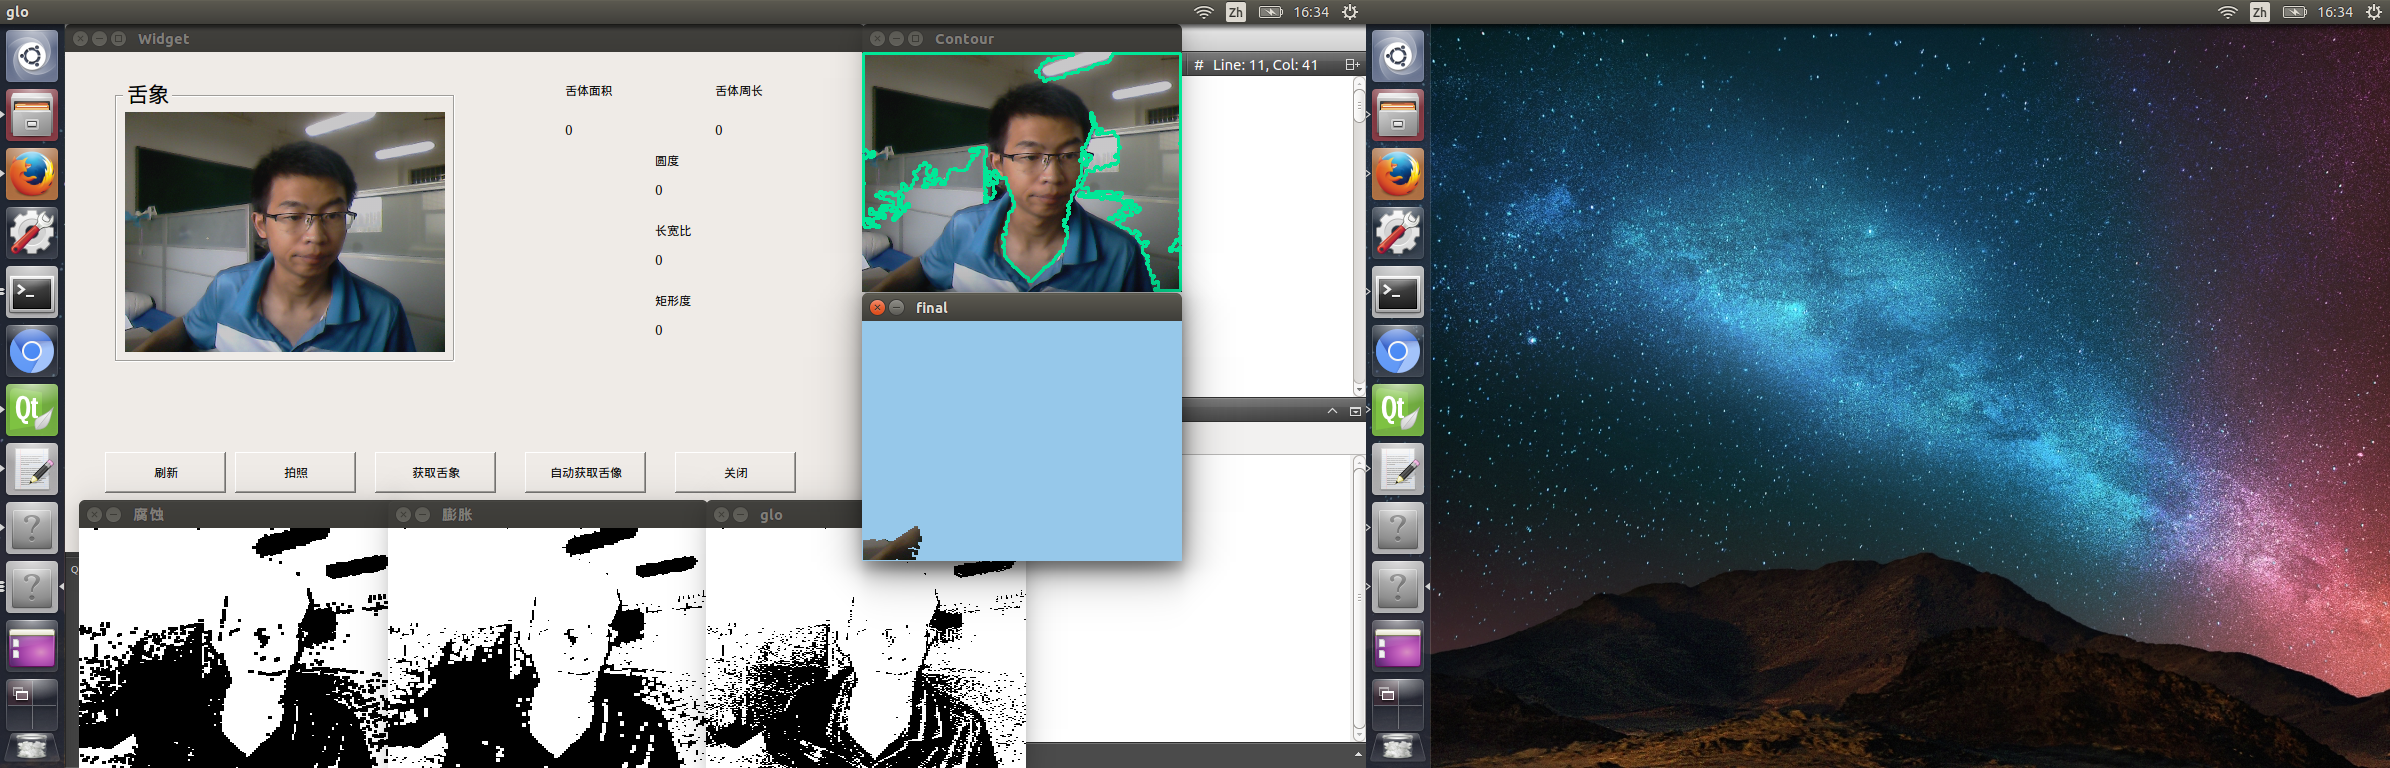 glo
Zh
16:34
Zh
16:34
Widget
Contour
# Line: 11, Col: 41
舌象
舌体面积
舌体周长
0
0
圆度
0
长宽比
0
矩形度
0
final
Qt
Qt
刷新
拍照
获取舌象
自动获取舌像
关闭
腐蚀
膨胀
glo
Q